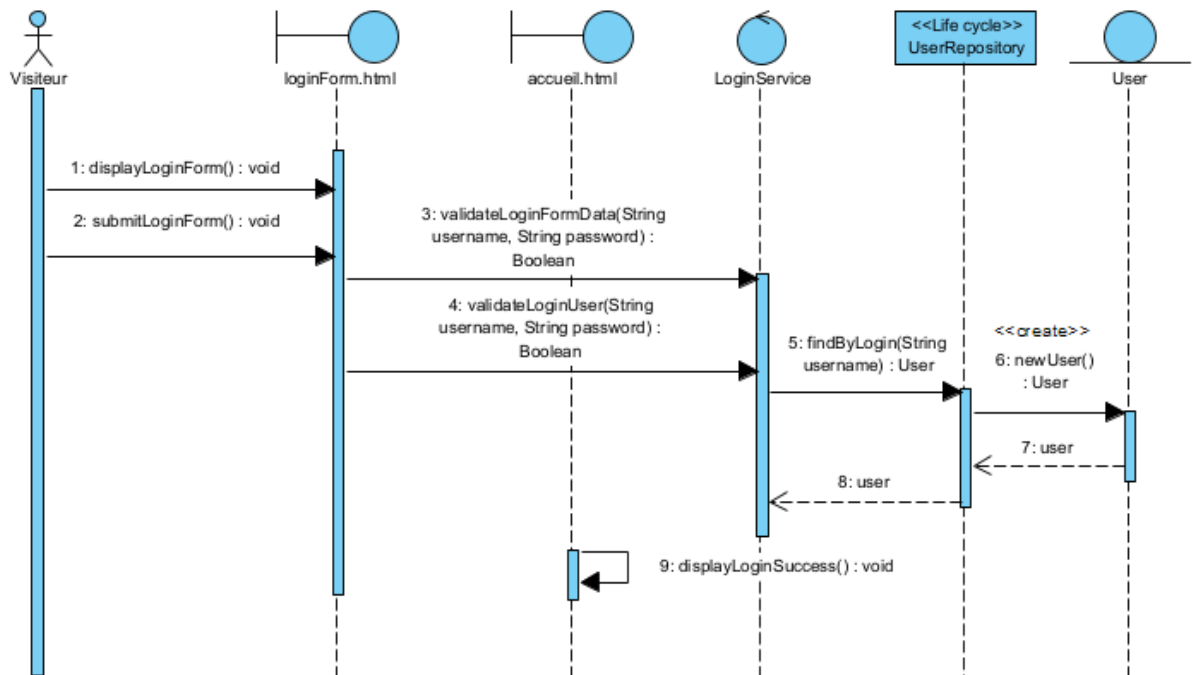 <<Life cycle>>
UserRepository
Visiteur
loginForm.html
accueil.html
LoginService
User
1: displayLoginForm() : void
2: submitLoginForm() : void
3: validateLoginFormData(String
username, String password) :
Boolean
4: validateLoginUser(String
username, String password) :
Boolean
5: findByLogin(String
username) : User
<<create>>
6: newUser()
: User
7: user
8: user
9: displayLoginSuccess() : void